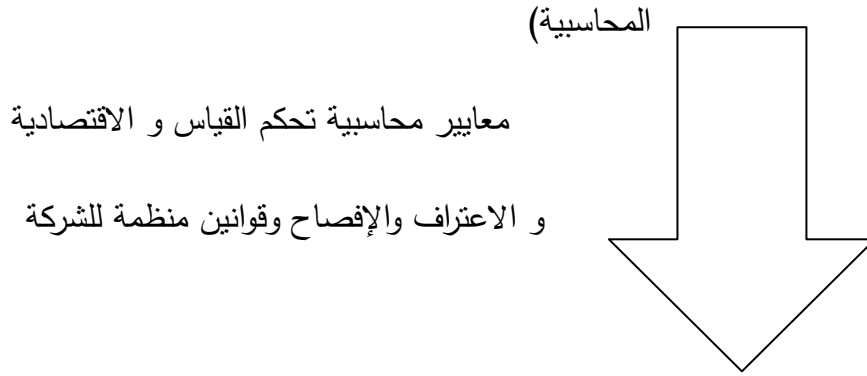 المحاسبية)
معايير محاسبية تحكم القياس و الاقتصادية
و الاعتراف والإفصاح وقوانين منظمة للشركة